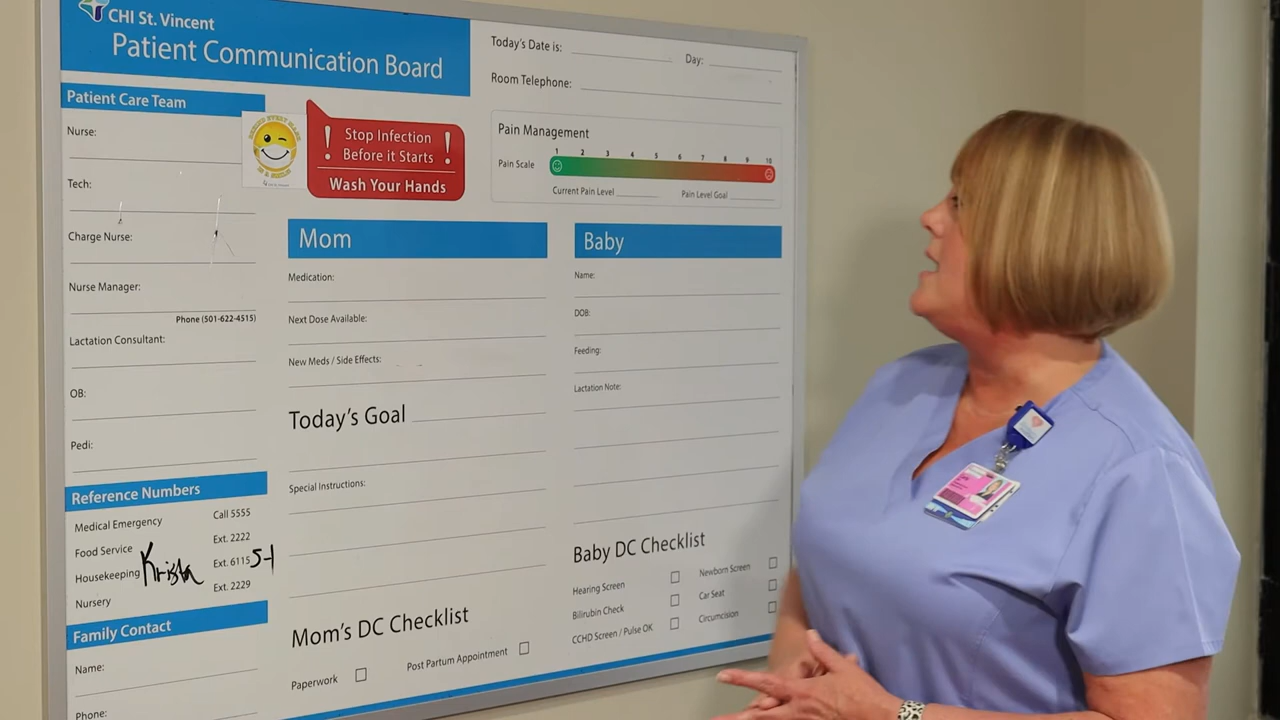 CHI St. Vincent
Patient Communication Board
Today's Date is:
Day:
Room Telephone:
Patient Care Team
Nurse:
Tech:
Charge Nurse:
Nurse Manager:
Phone (501-622-4515)
Lactation Consultant:
OB:
Pedi:
! Stop Infection !
Before it Starts
Wash Your Hands
Pain Management
1 2 3 4 5 6 7 8 9 10
Pain Scale
Current Pain Level
Pain Level Goal
Mom
Medication:
Next Dose Available:
New Meds / Side Effects:
Today's Goal
Special Instructions:
Mom's DC Checklist
Paperwork
Post Partum Appointment
Baby
Name:
DOB:
Feeding:
Lactation Note:
Baby DC Checklist
Hearing Screen
Newborn Screen
Bilirubin Check
Car Seat
CCHD Screen / Pulse OK
Circumcision
Reference Numbers
Medical Emergency Call 5555
Food Service Ext. 2222
Housekeeping Krista Ext. 6115
Nursery Ext. 2229
Family Contact
Name:
Phone: